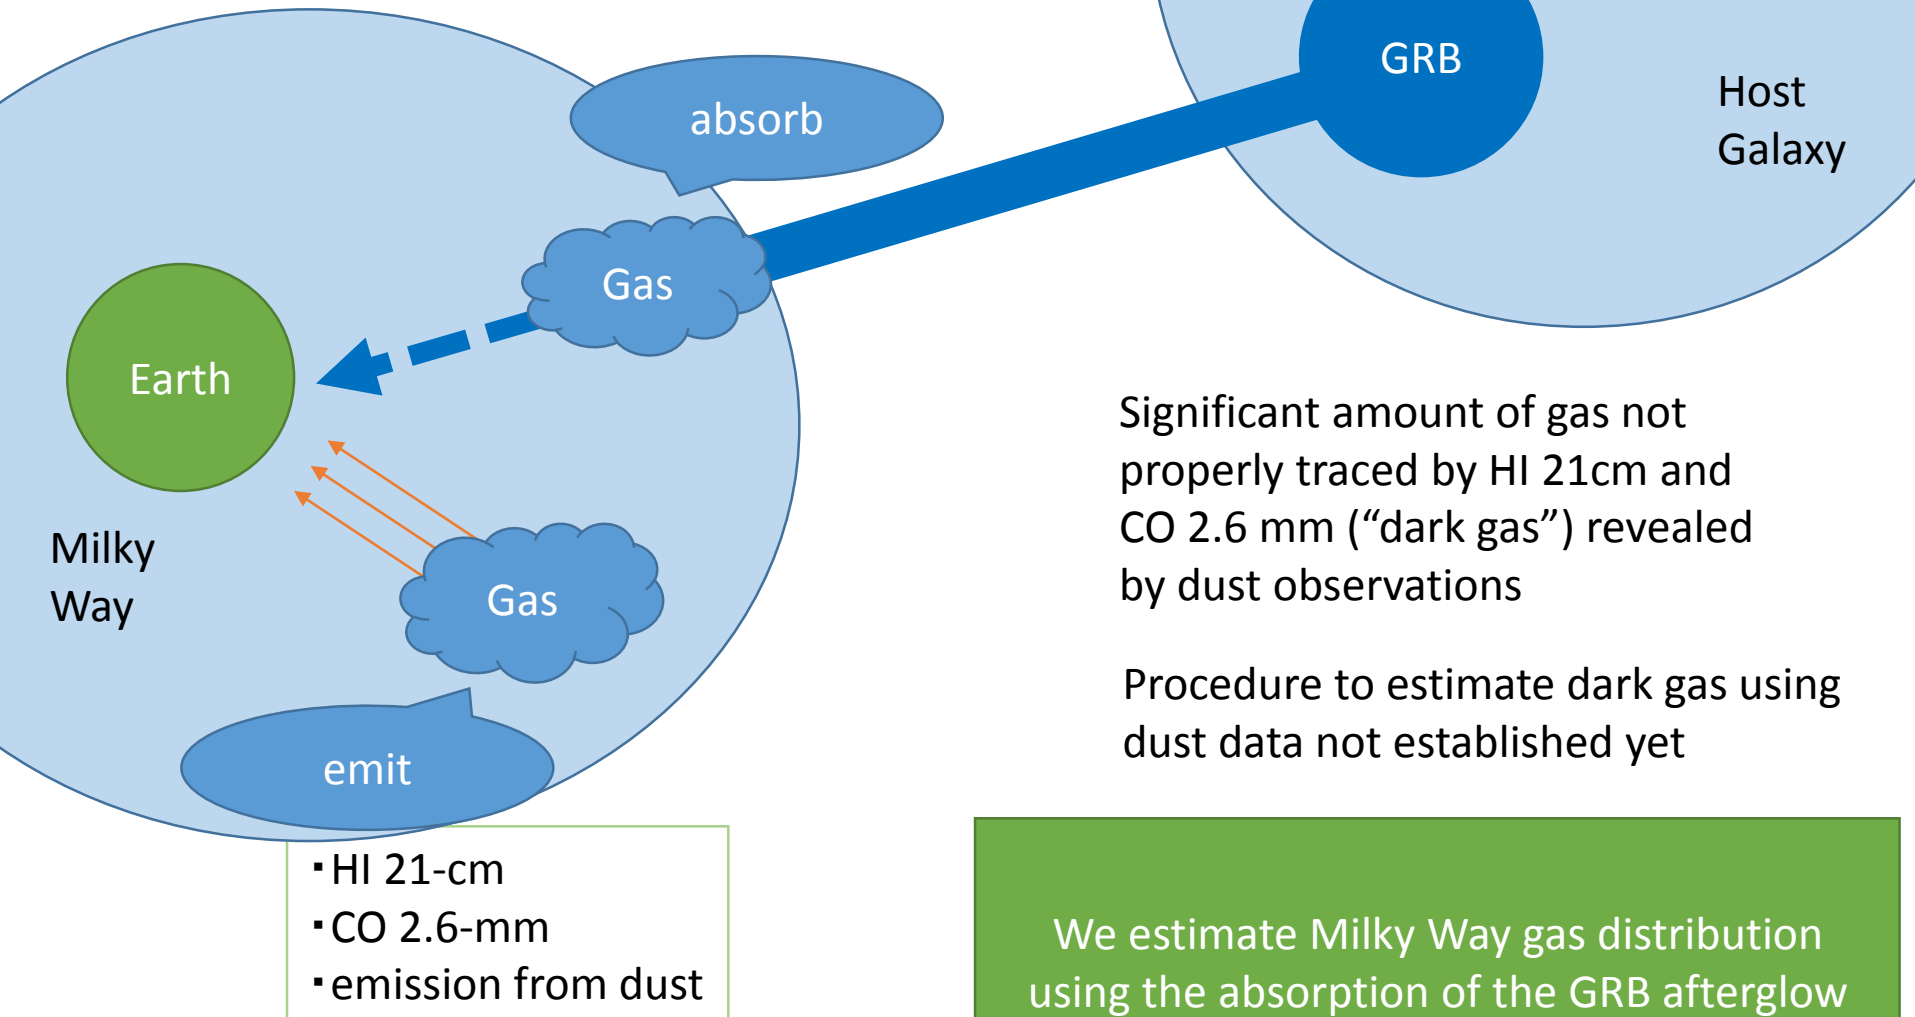 GRB
Host
Galaxy
absorb
Gas
Earth
Milky
Way
Gas
emit
・HI 21-cm
・CO 2.6-mm
・emission from dust
Significant amount of gas not
properly traced by HI 21cm and
CO 2.6 mm (“dark gas”) revealed
by dust observations
Procedure to estimate dark gas using
dust data not established yet
We estimate Milky Way gas distribution
using the absorption of the GRB afterglow